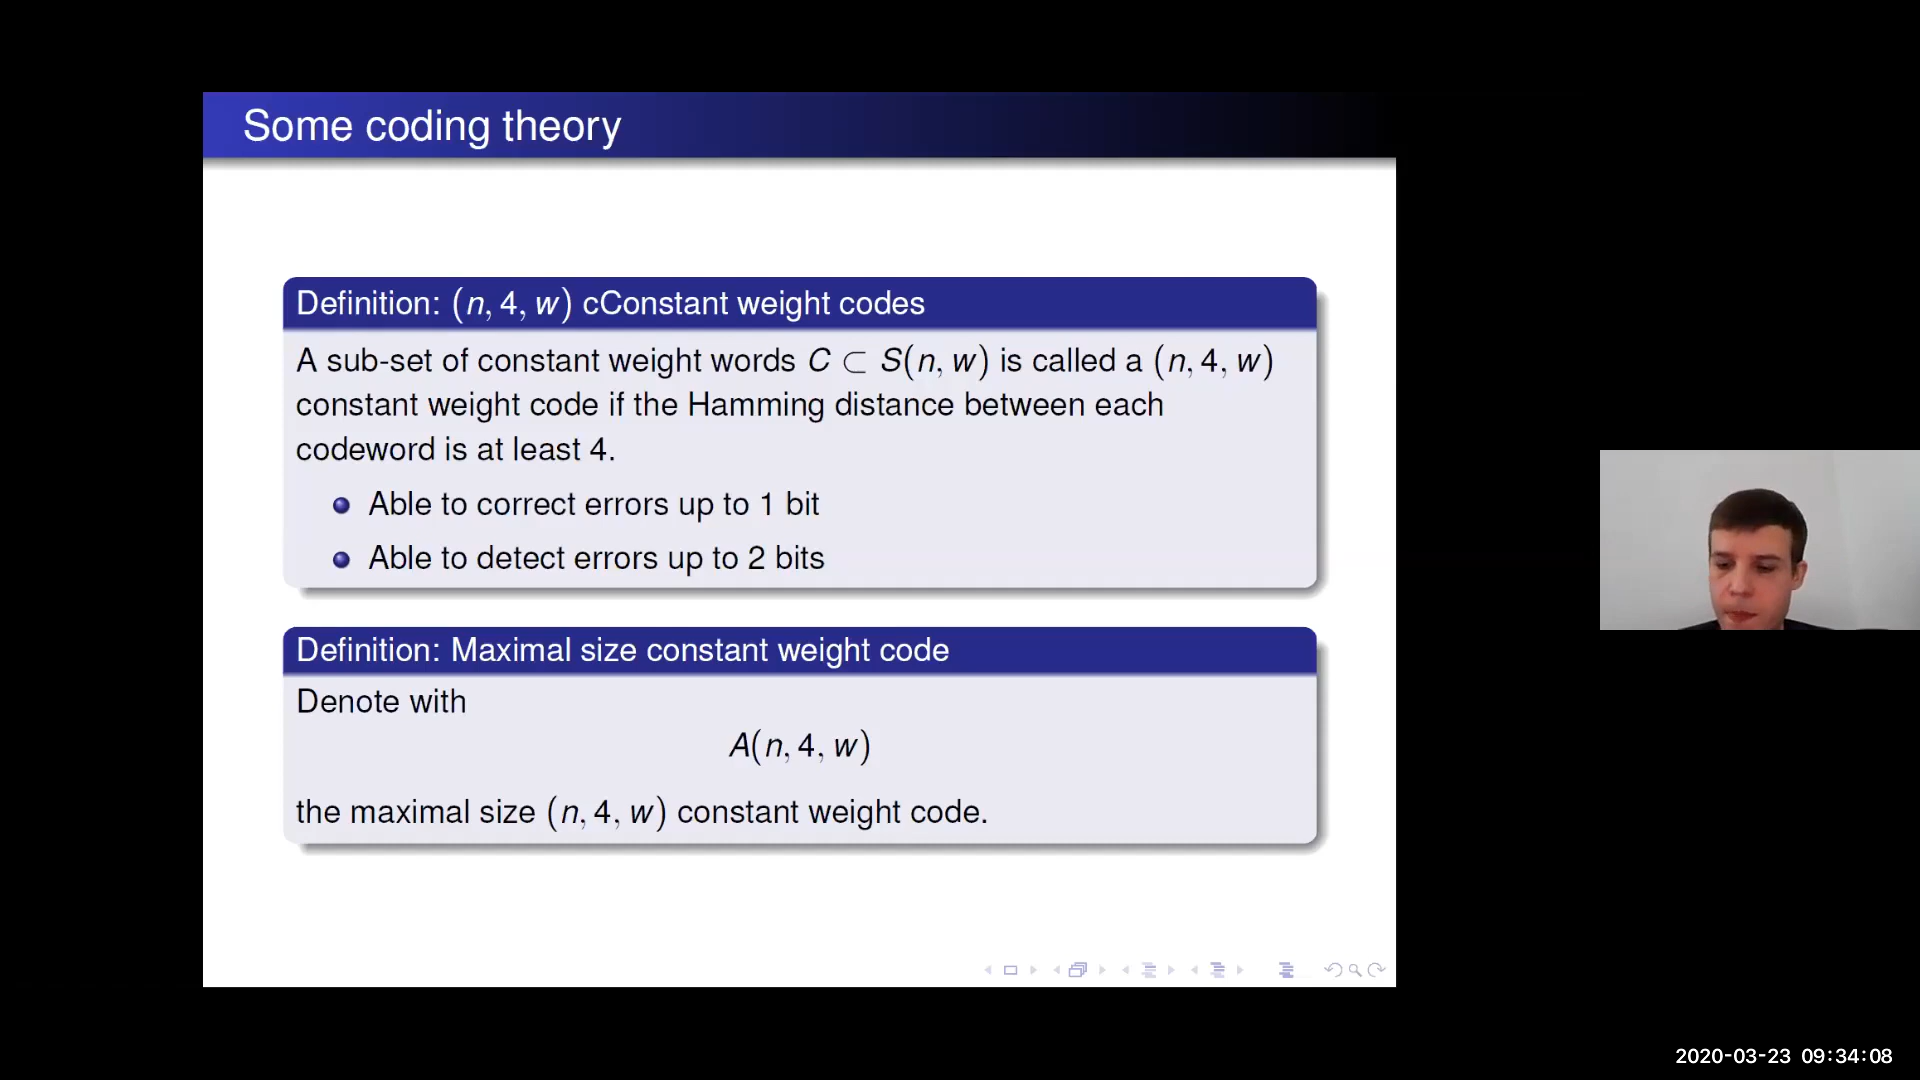 Some coding theory
Definition: (n, 4, w) cConstant weight codes
A sub-set of constant weight words C ⊂ S(n, w) is called a (n, 4, w)
constant weight code if the Hamming distance between each
codeword is at least 4.
Able to correct errors up to 1 bit
Able to detect errors up to 2 bits
Definition: Maximal size constant weight code
Denote with
A(n, 4, w)
the maximal size (n, 4, w) constant weight code.
2020-03-23 09:34:08